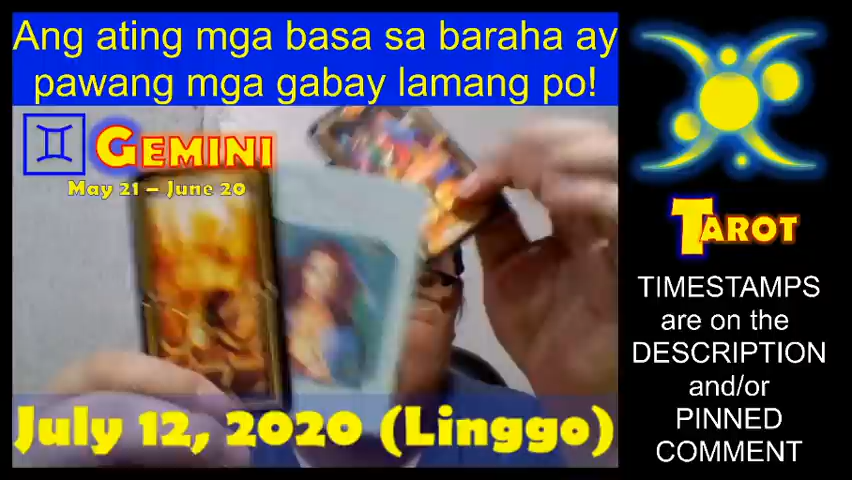 Ang ating mga basa sa baraha ay
pawang mga gabay lamang po!
GEMINI
May 21 – June 20
July 12, 2020 (Linggo)
TAROT
TIMESTAMPS
are on the
DESCRIPTION
and/or
PINNED
COMMENT